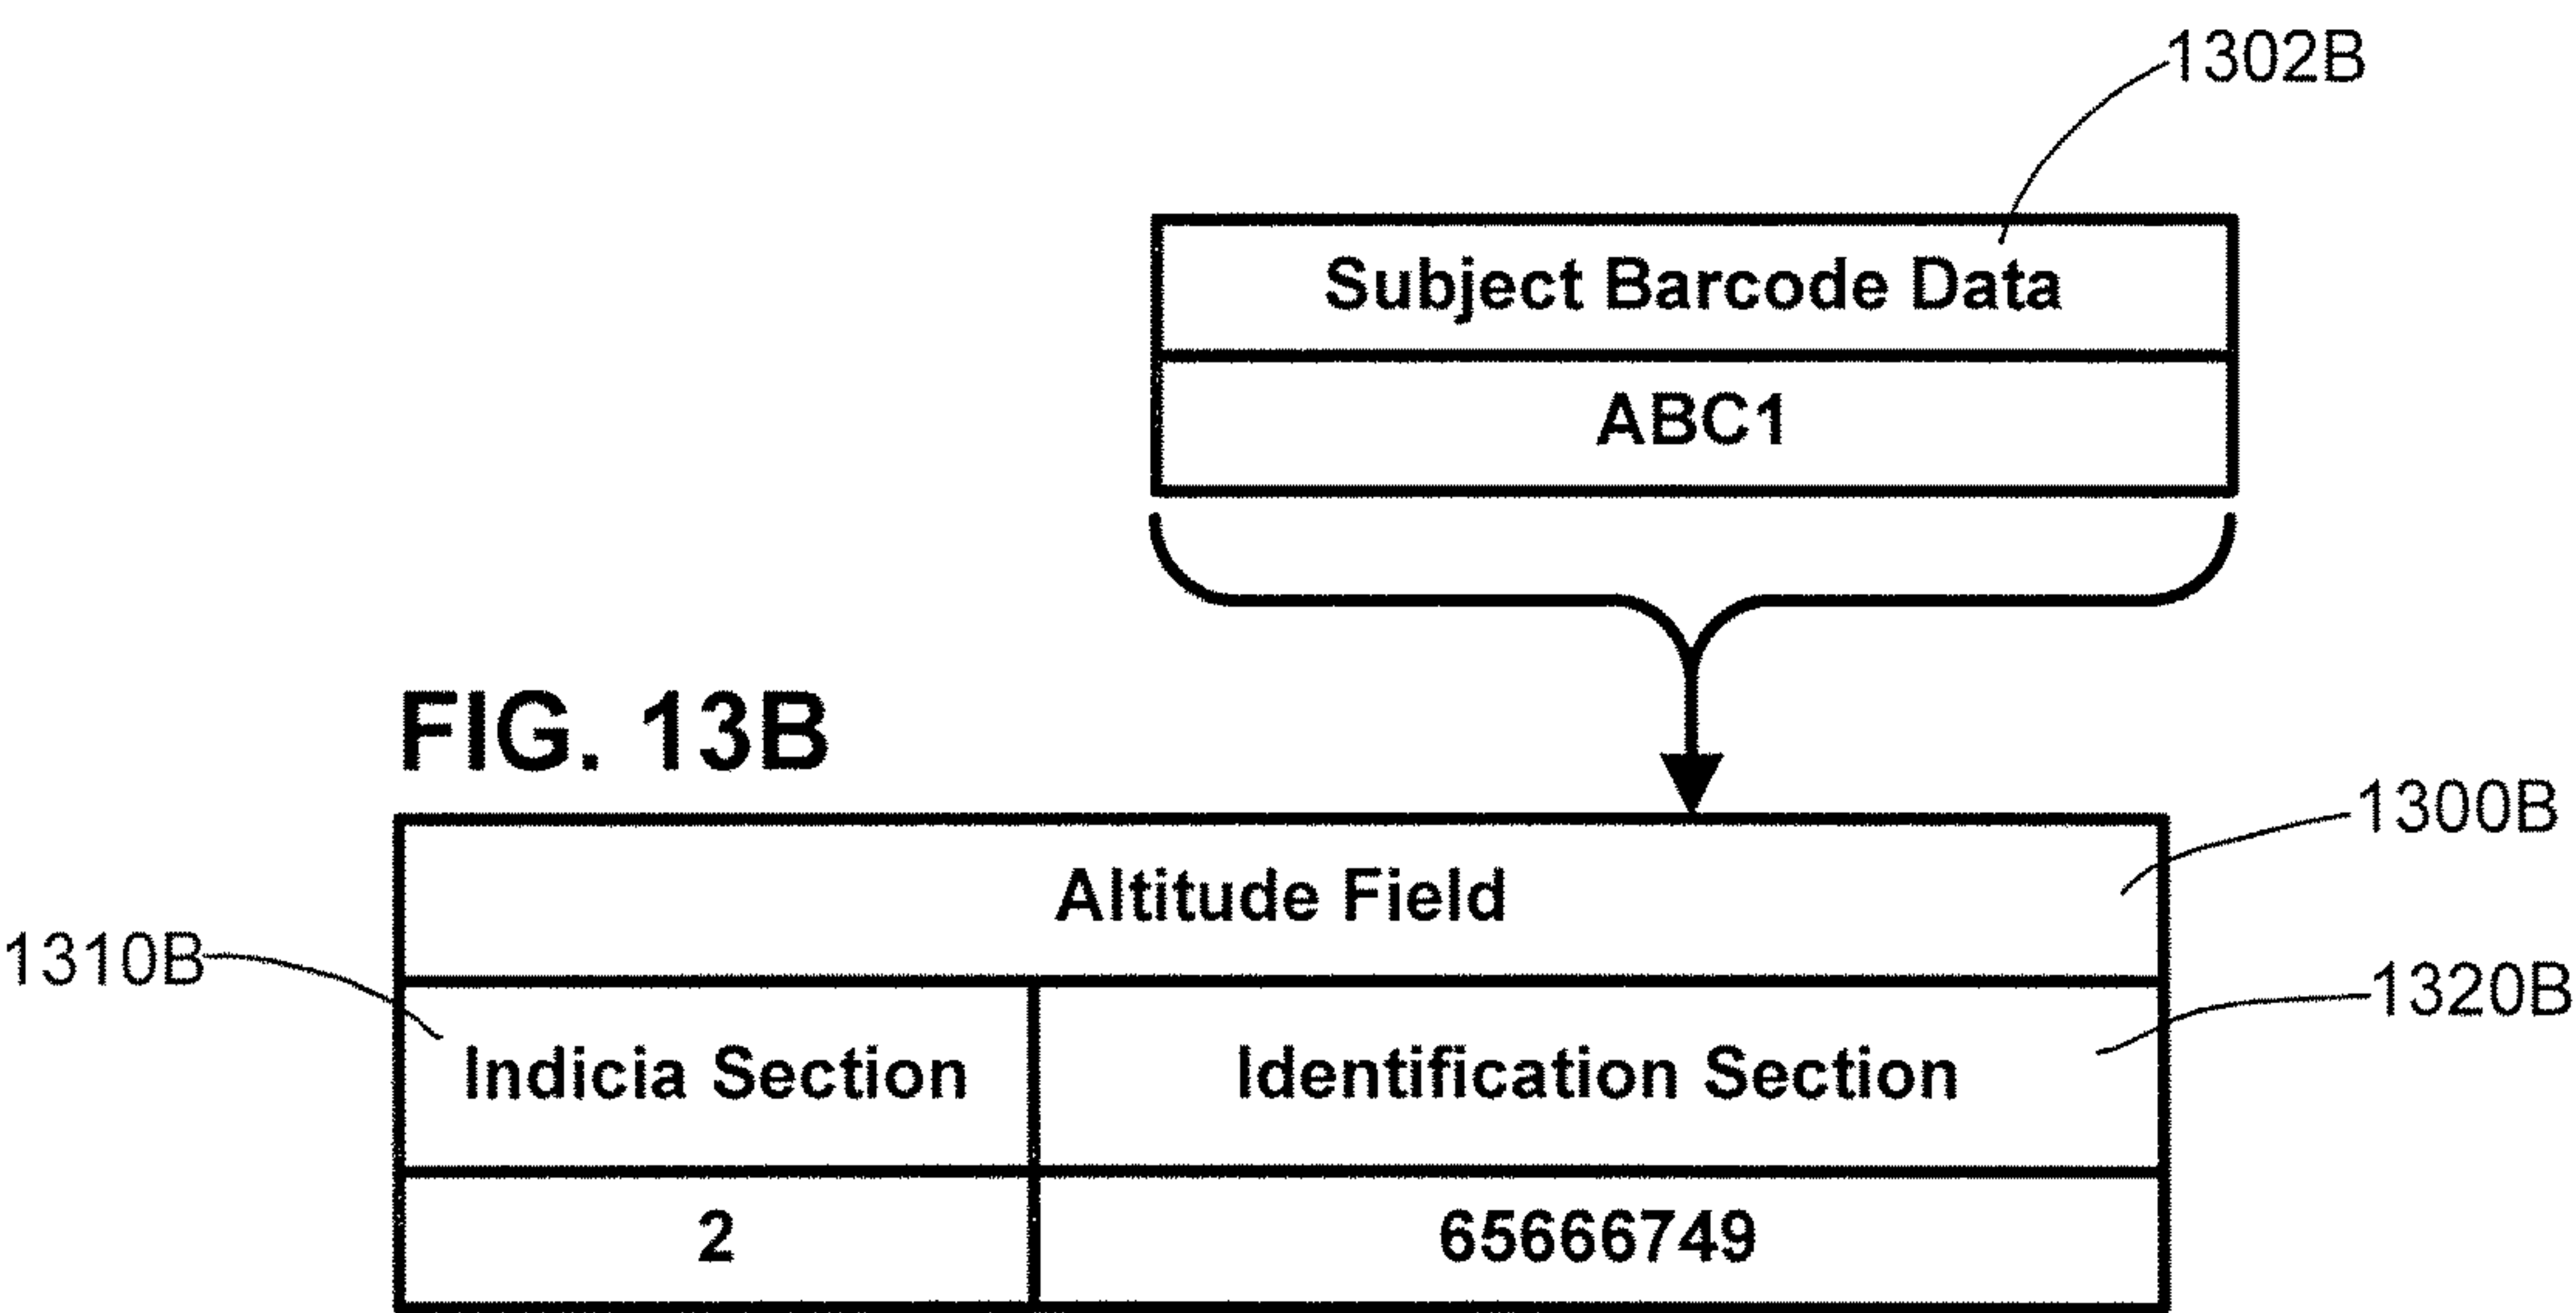 1302B
Subject Barcode Data
ABC1
FIG. 13B
1300B
Altitude Field
1310B
1320B
Indicia Section Identification Section
2 65666749